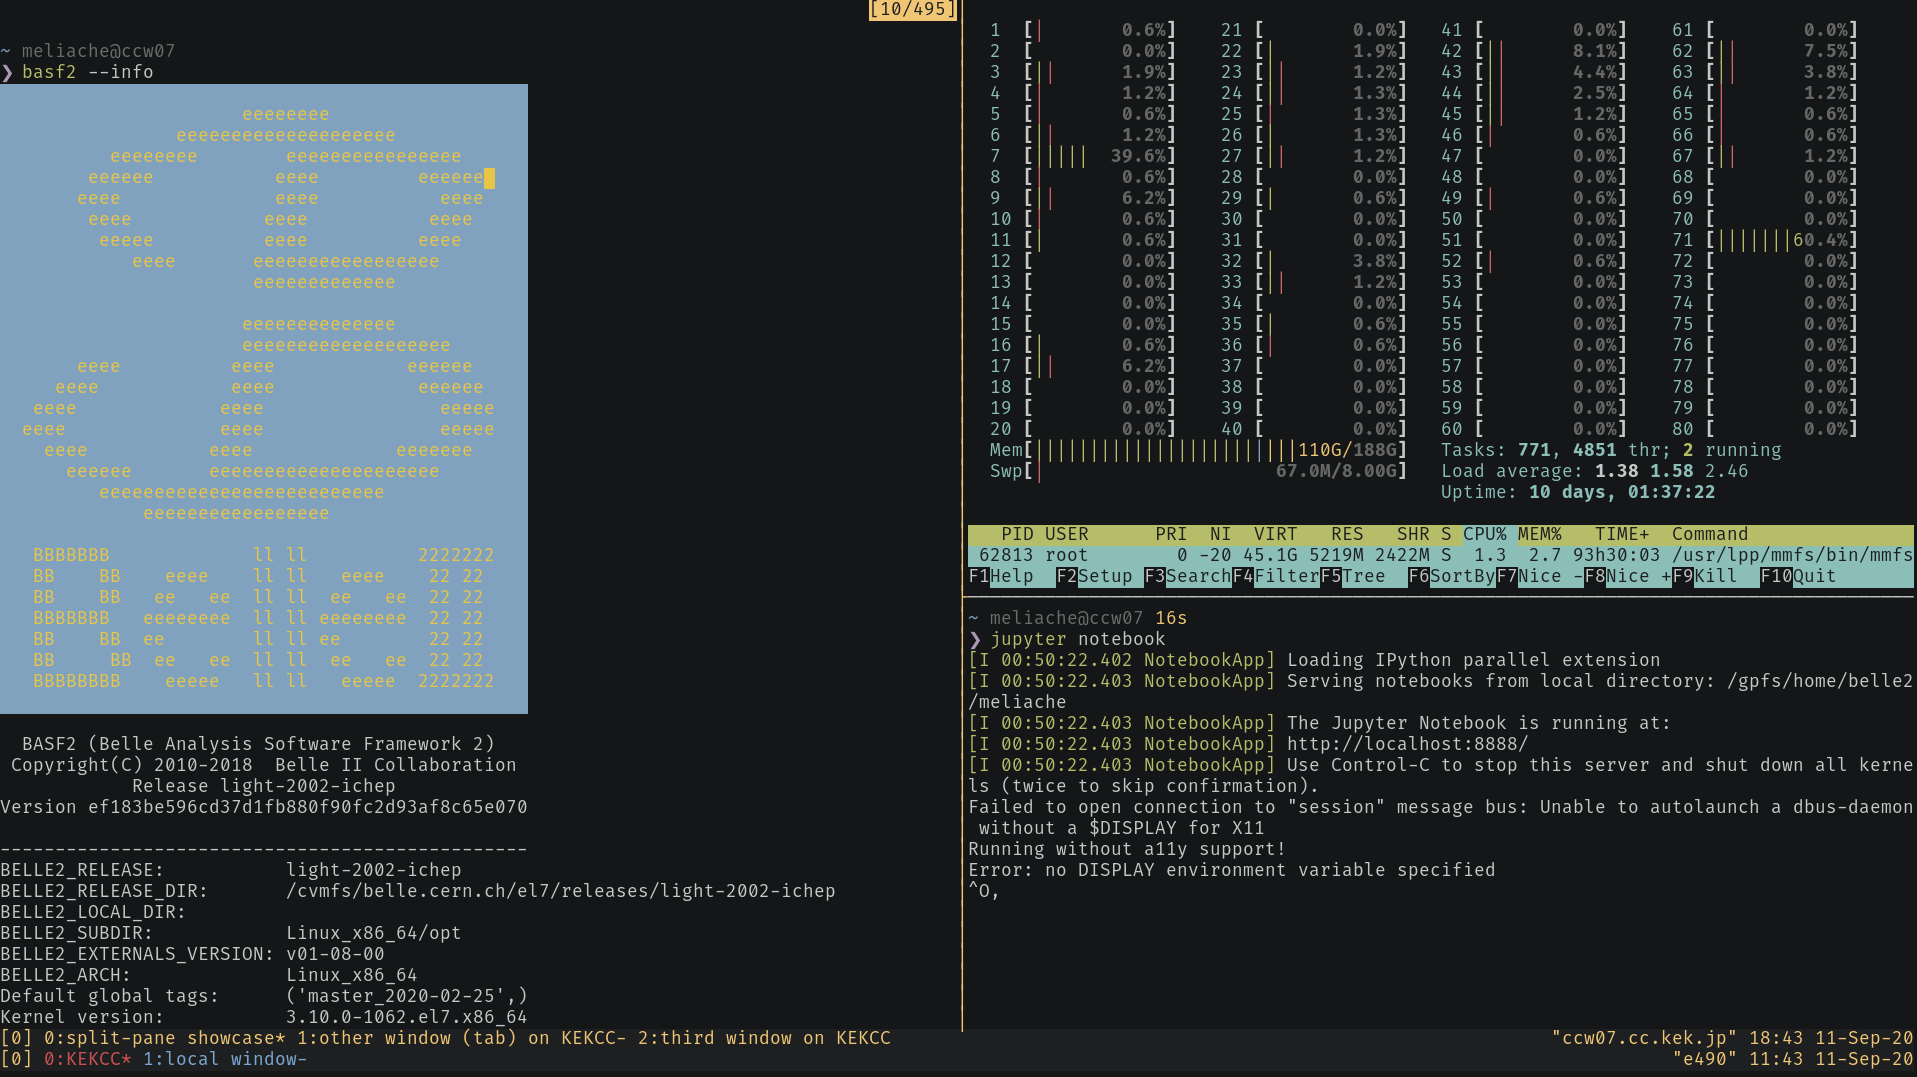 [10/495]
~ meliache@ccw07
❯ basf2 --info
eeeeeeee
eeeeeeeeeeeeeeeeeeee
eeeeeeee eeeeeeeeeeeeeeee
eeeeee eeee eeeeee
eeee eeee eeee
eeee eeee eeee
eeeee eeee eeee
eeee eeeeeeeeeeeeeeeee
eeeeeeeeeeeee
eeeeeeeeeeeeee
eeeeeeeeeeeeeeeeeee
eeee eeee eeeeee
eeee eeee eeeeee
eeee eeee eeeee
eeee eeee eeeee
eeee eeee eeeeeee
eeeeee eeeeeeeeeeeeeeeeeeeee
eeeeeeeeeeeeeeeeeeeeeeeeee
eeeeeeeeeeeeeeeee
BBBBBBB ll ll 2222222
BB BB eeee ll ll eeee 22 22
BB BB ee ee ll ll ee ee 22 22
BBBBBBB eeeeeeee ll ll eeeeeeee 22 22
BB BB ee ll ll ee 22 22
BB BB ee ee ll ll ee ee 22 22
BBBBBBBB eeeee ll ll eeeee 2222222
BASF2 (Belle Analysis Software Framework 2)
Copyright(C) 2010-2018 Belle II Collaboration
Release light-2002-ichep
Version ef183be596cd37d1fb880f90fc2d93af8c65e070
------------------------------------------------
BELLE2_RELEASE: light-2002-ichep
BELLE2_RELEASE_DIR: /cvmfs/belle.cern.ch/el7/releases/light-2002-ichep
BELLE2_LOCAL_DIR:
BELLE2_SUBDIR: Linux_x86_64/opt
BELLE2_EXTERNALS_VERSION: v01-08-00
BELLE2_ARCH: Linux_x86_64
Default global tags: ('master_2020-02-25',)
Kernel version: 3.10.0-1062.el7.x86_64
1 [| 0.6%] 21 [ 0.0%] 41 [ 0.0%] 61 [ 0.0%]
2 [ 0.0%] 22 [| 1.9%] 42 [|| 8.1%] 62 [|| 7.5%]
3 [|| 1.9%] 23 [|| 1.2%] 43 [|| 4.4%] 63 [|| 3.8%]
4 [| 1.2%] 24 [|| 1.3%] 44 [|| 2.5%] 64 [| 1.2%]
5 [| 0.6%] 25 [| 1.3%] 45 [|| 1.2%] 65 [| 0.6%]
6 [|| 1.2%] 26 [| 1.3%] 46 [| 0.6%] 66 [| 0.6%]
7 [||||| 39.6%] 27 [|| 1.2%] 47 [ 0.0%] 67 [|| 1.2%]
8 [| 0.6%] 28 [ 0.0%] 48 [ 0.0%] 68 [ 0.0%]
9 [|| 6.2%] 29 [| 0.6%] 49 [| 0.6%] 69 [ 0.0%]
10 [| 0.6%] 30 [ 0.0%] 50 [ 0.0%] 70 [ 0.0%]
11 [| 0.6%] 31 [ 0.0%] 51 [ 0.0%] 71 [|||||||60.4%]
12 [ 0.0%] 32 [| 3.8%] 52 [| 0.6%] 72 [ 0.0%]
13 [ 0.0%] 33 [|| 1.2%] 53 [ 0.0%] 73 [ 0.0%]
14 [ 0.0%] 34 [ 0.0%] 54 [ 0.0%] 74 [ 0.0%]
15 [ 0.0%] 35 [| 0.6%] 55 [ 0.0%] 75 [ 0.0%]
16 [| 0.6%] 36 [| 0.6%] 56 [ 0.0%] 76 [ 0.0%]
17 [|| 6.2%] 37 [ 0.0%] 57 [ 0.0%] 77 [ 0.0%]
18 [ 0.0%] 38 [ 0.0%] 58 [ 0.0%] 78 [ 0.0%]
19 [ 0.0%] 39 [ 0.0%] 59 [ 0.0%] 79 [ 0.0%]
20 [ 0.0%] 40 [ 0.0%] 60 [ 0.0%] 80 [ 0.0%]
Mem[||||||||||||||||||||||||110G/188G] Tasks: 771, 4851 thr; 2 running
Swp[| 67.0M/8.00G] Load average: 1.38 1.58 2.46
Uptime: 10 days, 01:37:22
PID USER PRI NI VIRT RES SHR S CPU% MEM% TIME+ Command
62813 root 0 -20 45.1G 5219M 2422M S 1.3 2.7 93h30:03 /usr/lpp/mmfs/bin/mmfs
F1Help F2Setup F3SearchF4FilterF5Tree F6SortByF7Nice -F8Nice +F9Kill F10Quit
~ meliache@ccw07 16s
❯ jupyter notebook
[I 00:50:22.402 NotebookApp] Loading IPython parallel extension
[I 00:50:22.403 NotebookApp] Serving notebooks from local directory: /gpfs/home/belle2
/meliache
[I 00:50:22.403 NotebookApp] The Jupyter Notebook is running at:
[I 00:50:22.403 NotebookApp] http://localhost:8888/
[I 00:50:22.403 NotebookApp] Use Control-C to stop this server and shut down all kerne
ls (twice to skip confirmation).
Failed to open connection to "session" message bus: Unable to autolaunch a dbus-daemon
without a $DISPLAY for X11
Running without a11y support!
Error: no DISPLAY environment variable specified
^O,
[0] 0:split-pane showcase* 1:other window (tab) on KEKCC- 2:third window on KEKCC "ccw07.cc.kek.jp" 18:43 11-Sep-20
[0] 0:KEKCC* 1:local window- "e490" 11:43 11-Sep-20